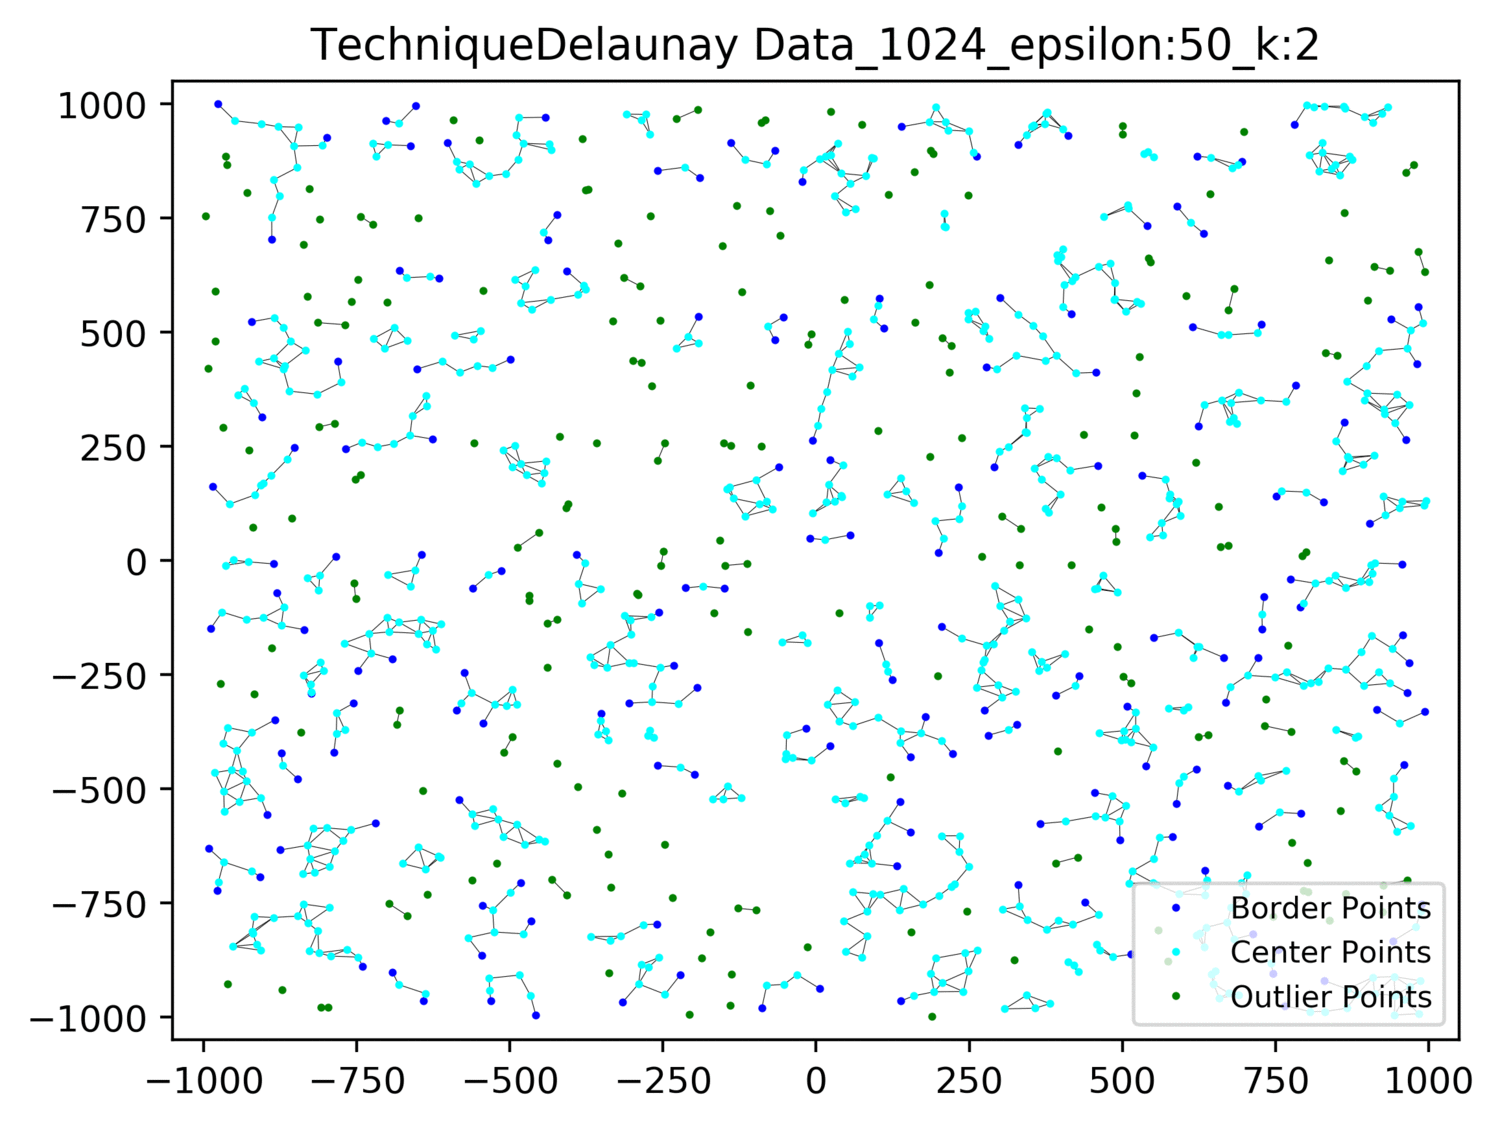 TechniqueDelaunay Data_1024_epsilon:50_k:2
1000
750
500
250
0
−250
−500
−750
−1000
Border Points
Center Points
Outlier Points
−1000 −750 −500 −250 0 250 500 750 1000